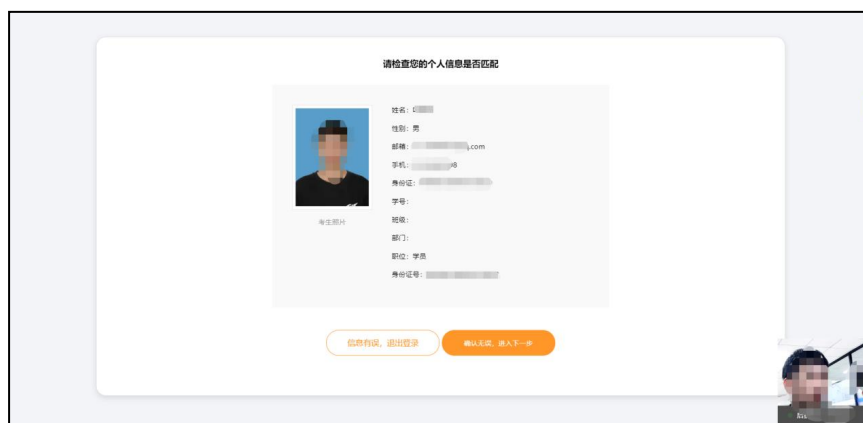 请检查您的个人信息是否匹配
姓名：
性别：男
邮箱：.com
手机：98
身份证：
学号：
班级：
部门：
职位：学员
身份证号：
考生照片
信息有误，退出登录
确认无误，进入下一步